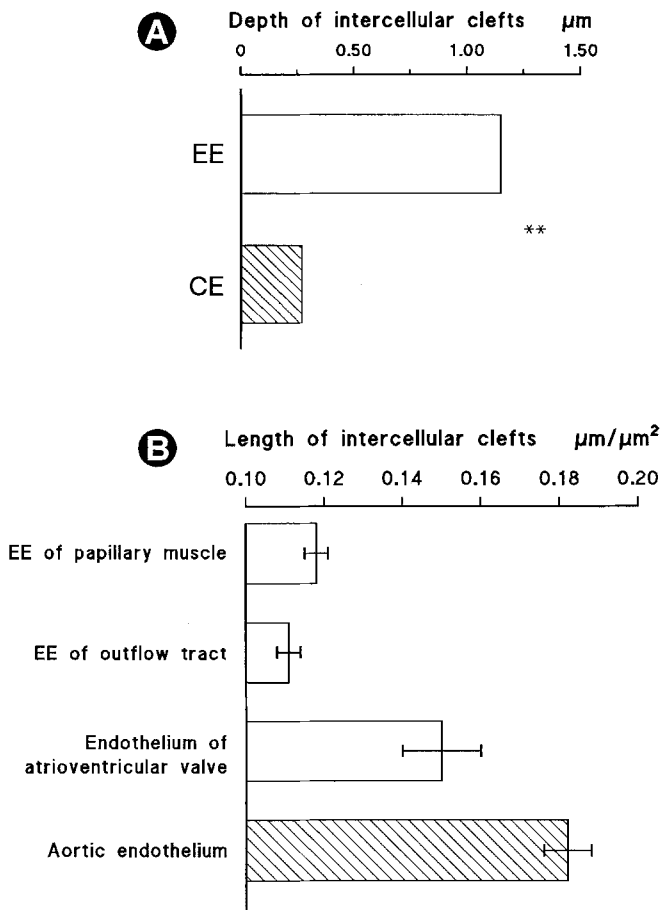 A
Depth of intercellular clefts μm
0 0.50 1.00 1.50
EE
**
CE
B
Length of intercellular clefts μm/μm²
0.10 0.12 0.14 0.16 0.18 0.20
EE of papillary muscle
EE of outflow tract
Endothelium of
atrioventricular valve
Aortic endothelium